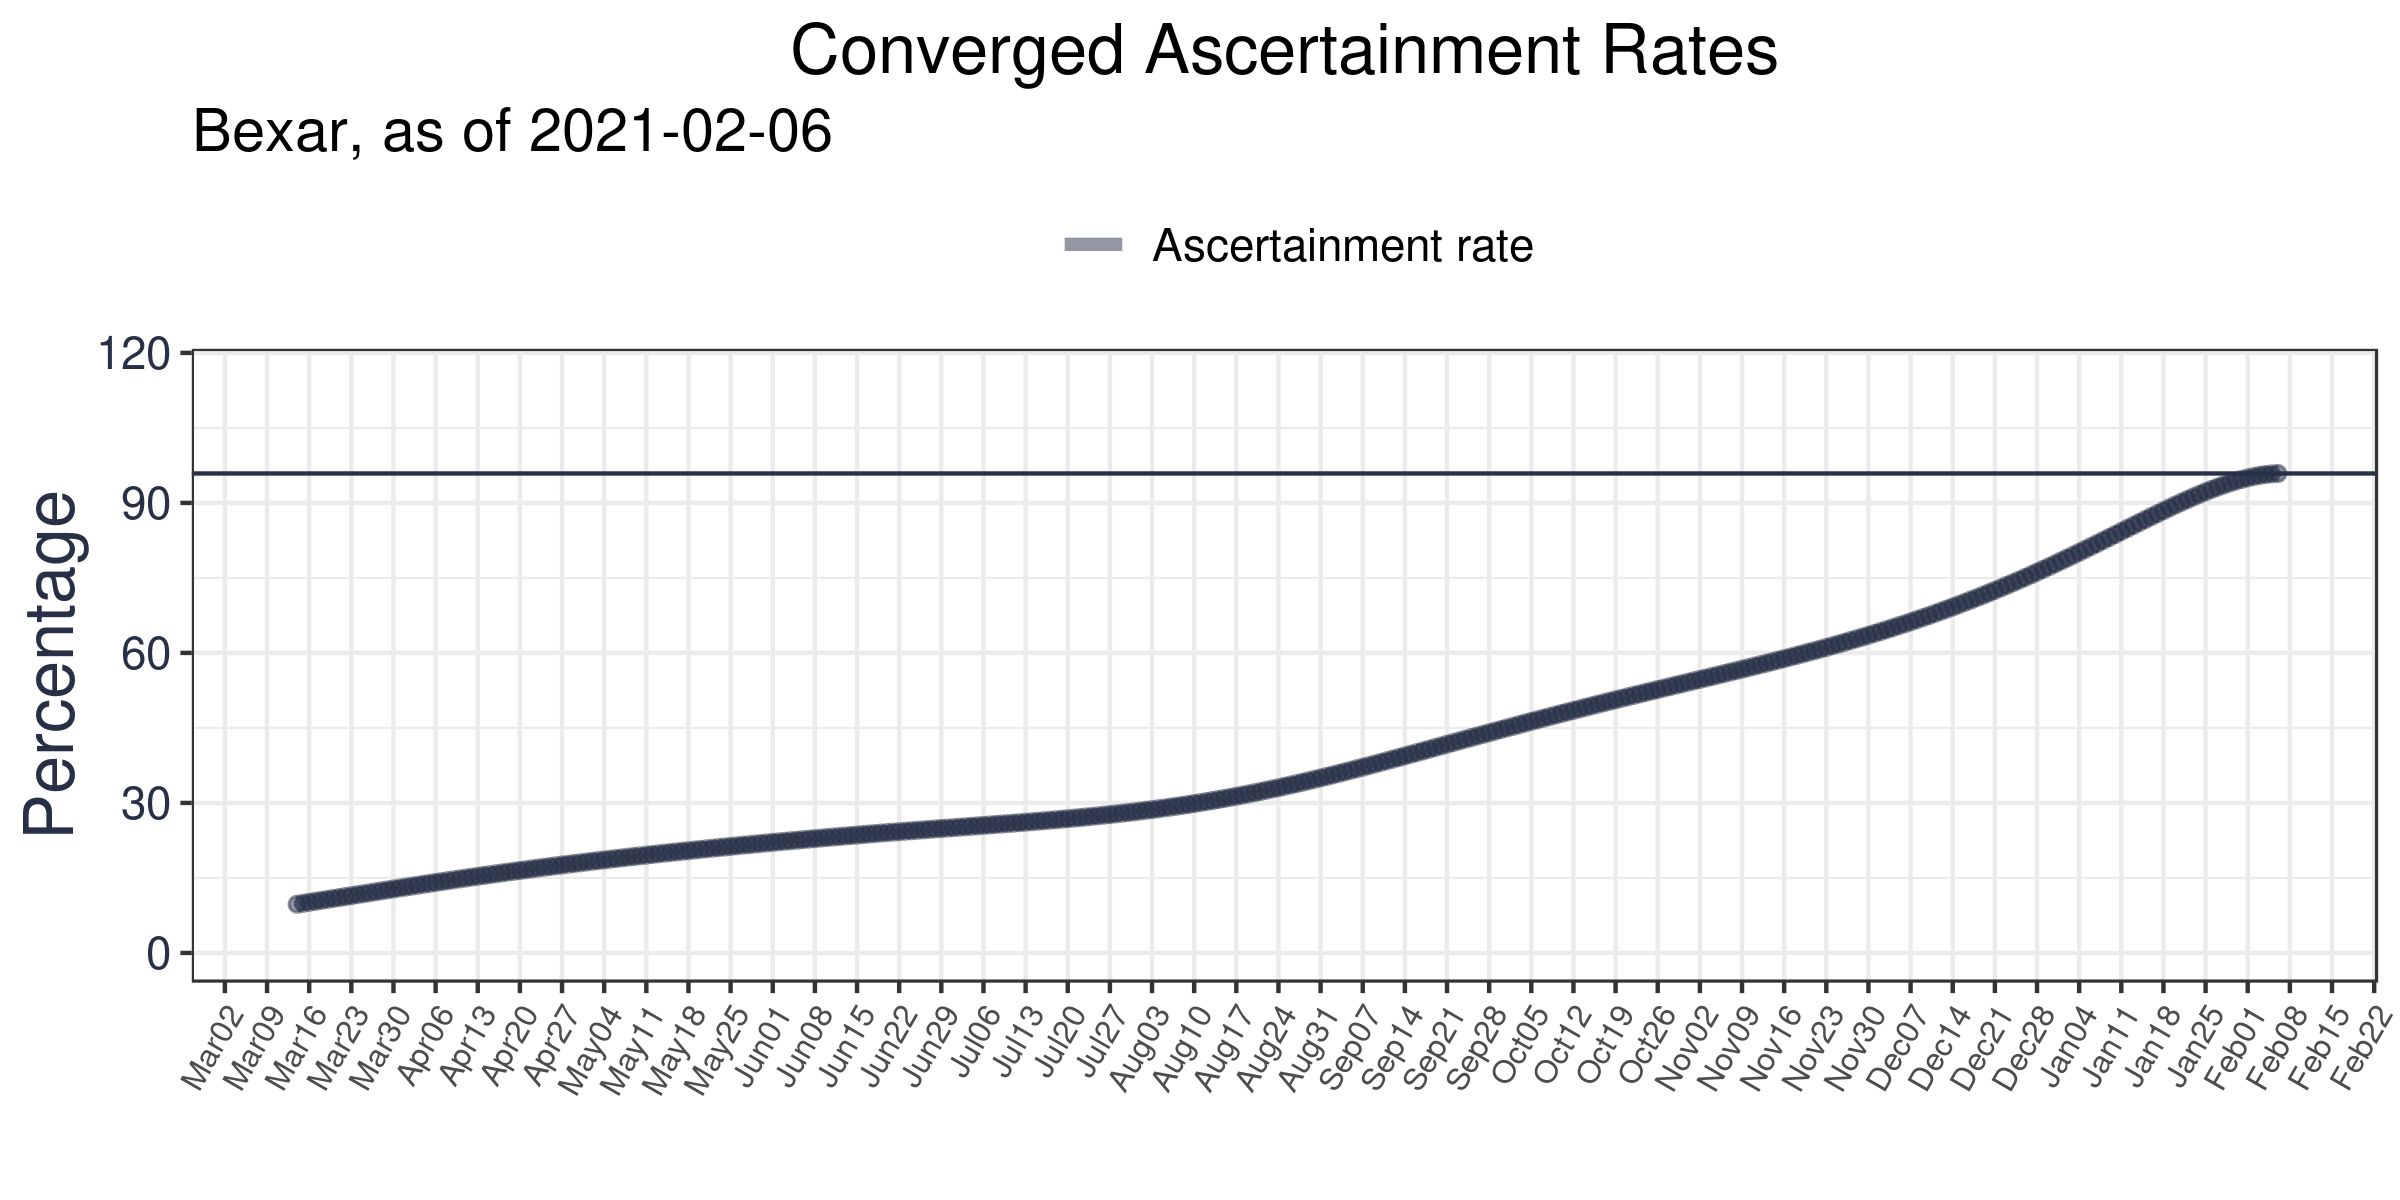 Converged Ascertainment Rates
Bexar, as of 2021-02-06
Ascertainment rate
Percentage
120
90
60
30
0
Mar02
Mar09
Mar16
Mar23
Mar30
Apr06
Apr13
Apr20
Apr27
May04
May11
May18
May25
Jun01
Jun08
Jun15
Jun22
Jun29
Jul06
Jul13
Jul20
Jul27
Aug03
Aug10
Aug17
Aug24
Aug31
Sep07
Sep14
Sep21
Sep28
Oct05
Oct12
Oct19
Oct26
Nov02
Nov09
Nov16
Nov23
Nov30
Dec07
Dec14
Dec21
Dec28
Jan04
Jan11
Jan18
Jan25
Feb01
Feb08
Feb15
Feb22